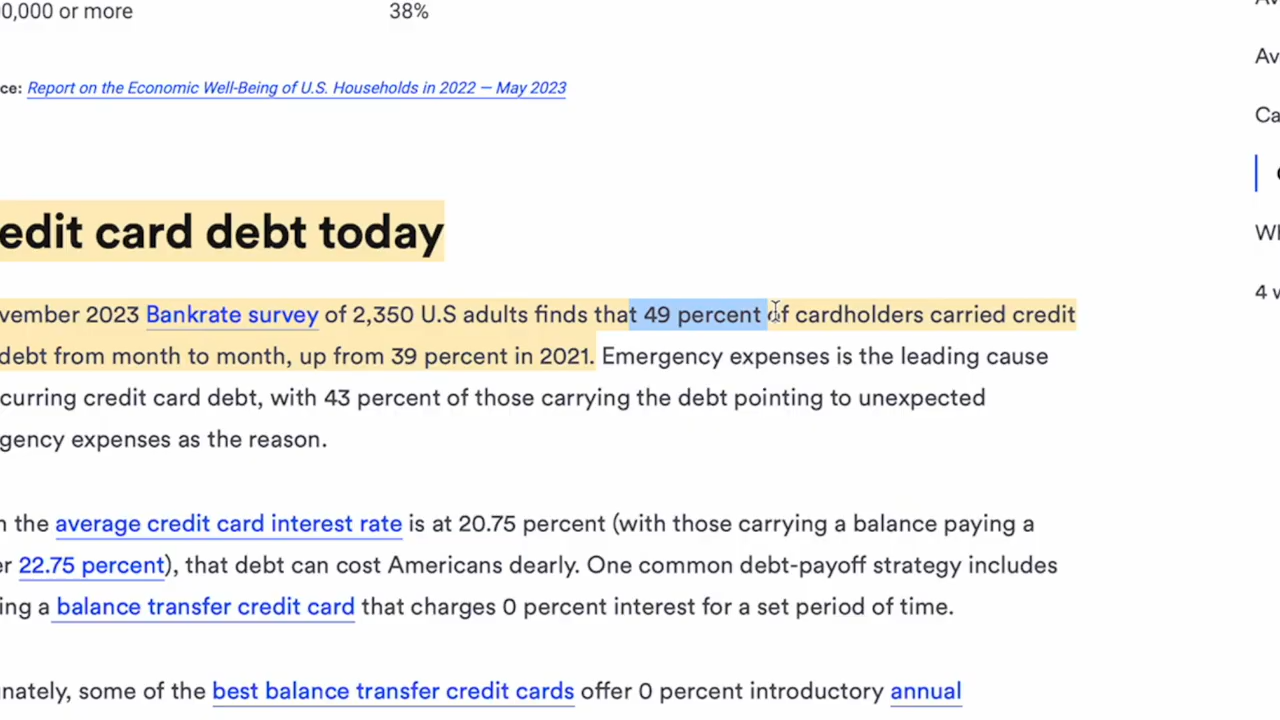 0,000 or more 38%
Av
ce: Report on the Economic Well-Being of U.S. Households in 2022 — May 2023
Ca
edit card debt today
Wh
vember 2023 Bankrate survey of 2,350 U.S adults finds that 49 percent of cardholders carried credit
4 w
debt from month to month, up from 39 percent in 2021. Emergency expenses is the leading cause
curring credit card debt, with 43 percent of those carrying the debt pointing to unexpected
gency expenses as the reason.
n the average credit card interest rate is at 20.75 percent (with those carrying a balance paying a
er 22.75 percent), that debt can cost Americans dearly. One common debt-payoff strategy includes
ing a balance transfer credit card that charges 0 percent interest for a set period of time.
nately, some of the best balance transfer credit cards offer 0 percent introductory annual